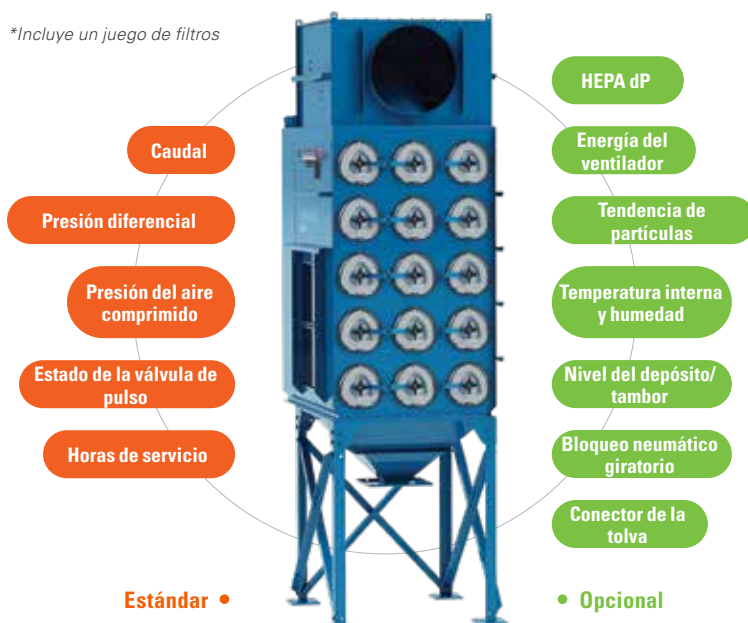 *Incluye un juego de filtros
Caudal
Presión diferencial
Presión del aire
comprimido
Estado de la válvula de
pulso
Horas de servicio
HEPA dP
Energía del
ventilador
Tendencia de
partículas
Temperatura interna
y humedad
Nivel del depósito/
tambor
Bloqueo neumático
giratorio
Conector de la
tolva
Estándar •
• Opcional